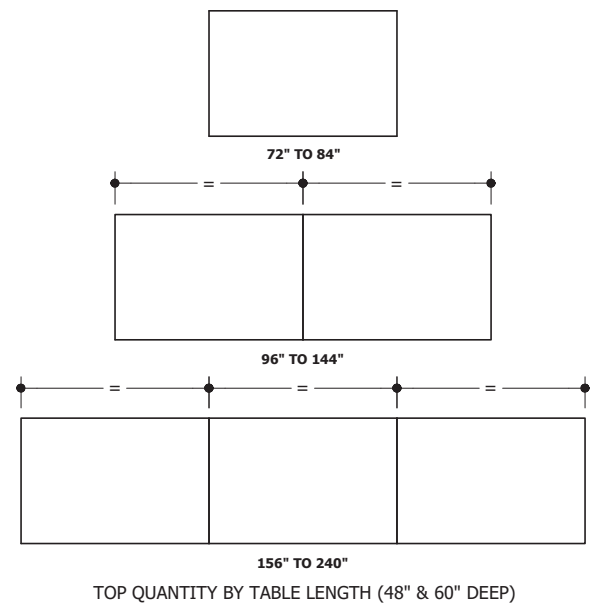 72" TO 84"
= =
96" TO 144"
= = =
156" TO 240"
TOP QUANTITY BY TABLE LENGTH (48" & 60" DEEP)